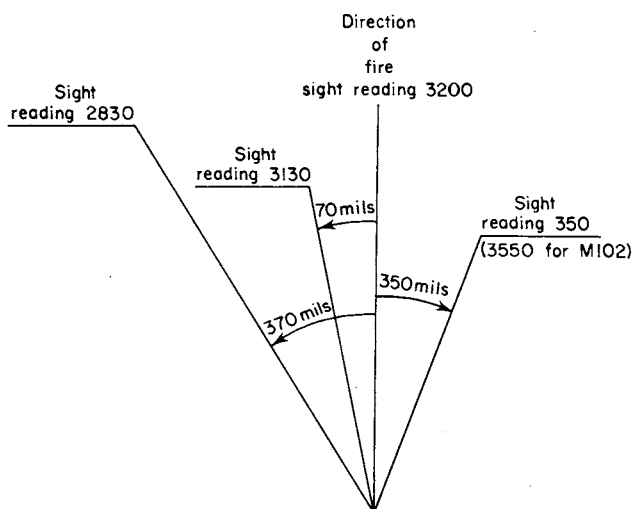 Direction
of
fire
sight reading 3200
Sight
reading 2830
Sight
reading 3130
70 mils
Sight
reading 350
(3550 for M102)
350 mils
370 mils